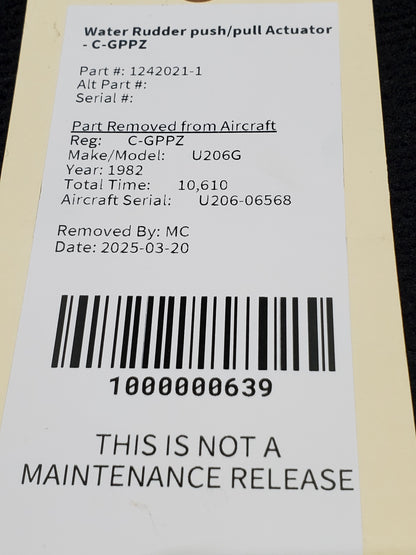 Water Rudder push/pull Actuator
- C-GPPZ
Part #: 1242021-1
Alt Part #:
Serial #:
Part Removed from Aircraft
Reg: C-GPPZ
Make/Model: U206G
Year: 1982
Total Time: 10,610
Aircraft Serial: U206-06568
Removed By: MC
Date: 2025-03-20
1000000639
THIS IS NOT A
MAINTENANCE RELEASE